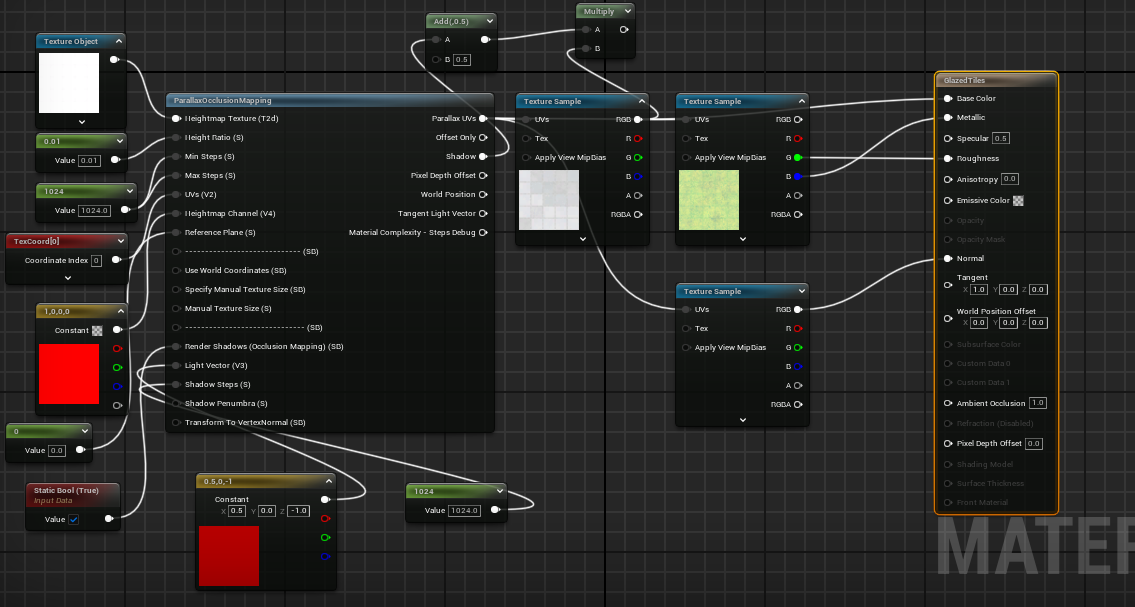 Add(,0.5)
A
B 0.5
Multiply
A
B
Texture Object
0.01
Value 0.01
1024
Value 1024.0
TexCoord[0]
Coordinate Index 0
1,0,0,0
Constant
0
Value 0.0
Static Bool (True)
Input Data
Value
ParallaxOcclusionMapping
Heightmap Texture (T2d) Parallax UVs
Height Ratio (S) Offset Only
Min Steps (S) Shadow
Max Steps (S) Pixel Depth Offset
UVs (V2) World Position
Heightmap Channel (V4) Tangent Light Vector
Reference Plane (S) Material Complexity - Steps Debug
------------------------------ (SB)
Use World Coordinates (SB)
Specify Manual Texture Size (SB)
Manual Texture Size (S)
------------------------------ (SB)
Render Shadows (Occlusion Mapping) (SB)
Light Vector (V3)
Shadow Steps (S)
Shadow Penumbra (S)
Transform To VertexNormal (SB)
0.5,0,-1
Constant
X 0.5 Y 0.0 Z -1.0
1024
Value 1024.0
Texture Sample
UVs RGB
Tex R
Apply View MipBias G
B
A
RGBA
Texture Sample
UVs RGB
Tex R
Apply View MipBias G
B
A
RGBA
Texture Sample
UVs RGB
Tex R
Apply View MipBias G
B
A
RGBA
GlazedTiles
Base Color
Metallic
Specular 0.5
Roughness
Anisotropy 0.0
Emissive Color
Opacity
Opacity Mask
Normal
Tangent
X 1.0 Y 0.0 Z 0.0
World Position Offset
X 0.0 Y 0.0 Z 0.0
Subsurface Color
Custom Data 0
Custom Data 1
Ambient Occlusion 1.0
Refraction (Disabled)
Pixel Depth Offset 0.0
Shading Model
Surface Thickness
Front Material
MATER